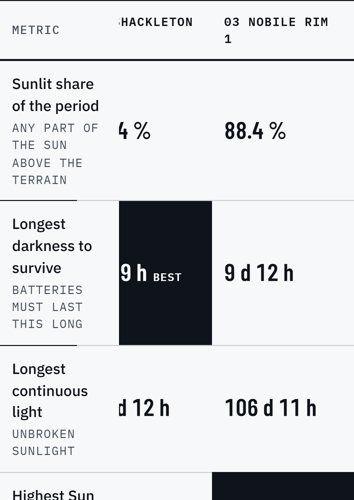 METRIC
SHACKLETON
03 NOBILE RIM
1
Sunlit share
of the period
ANY PART OF
THE SUN
ABOVE THE
TERRAIN
4 %
88.4 %
Longest
darkness to
survive
BATTERIES
MUST LAST
THIS LONG
9 h BEST
9 d 12 h
Longest
continuous
light
UNBROKEN
SUNLIGHT
d 12 h
106 d 11 h
Highest Sun